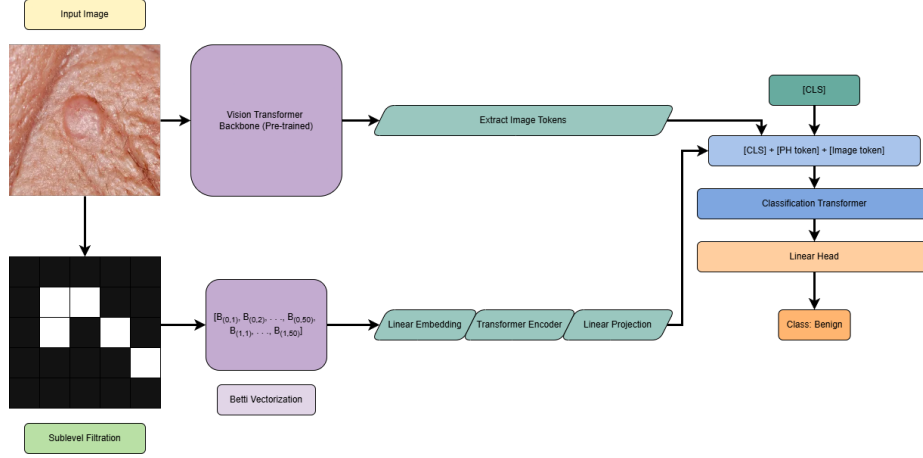 Input Image
Vision Transformer
Backbone (Pre-trained)
Extract Image Tokens
[CLS]
[CLS] + [PH token] + [Image token]
Classification Transformer
Linear Head
Class: Benign
[B(0,1), B(0,2), . . ., B(0,50),
B(1,1), . . ., B(1,50)]
Betti Vectorization
Linear Embedding
Transformer Encoder
Linear Projection
Sublevel Filtration